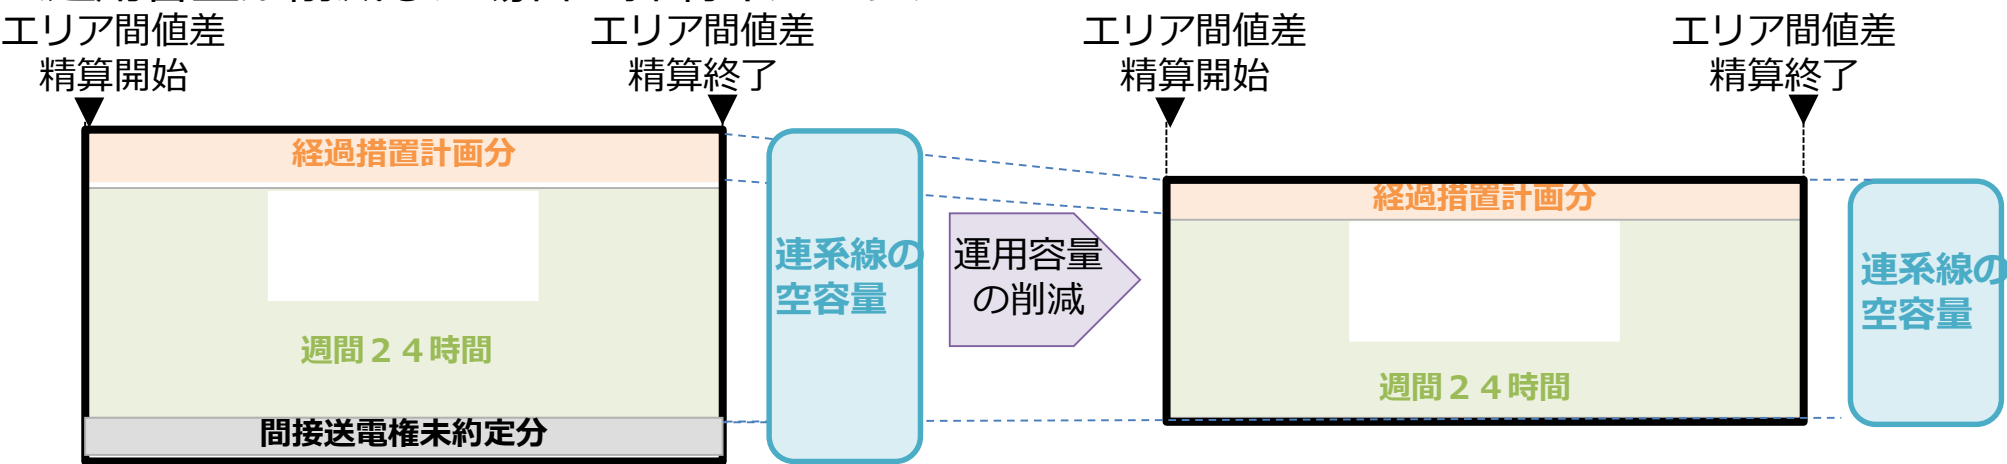 エリア間値差
精算開始
エリア間値差
精算終了
エリア間値差
精算開始
エリア間値差
精算終了
経過措置計画分
週間２４時間
間接送電権未約定分
連系線の
空容量
運用容量
の削減
経過措置計画分
週間２４時間
連系線の
空容量